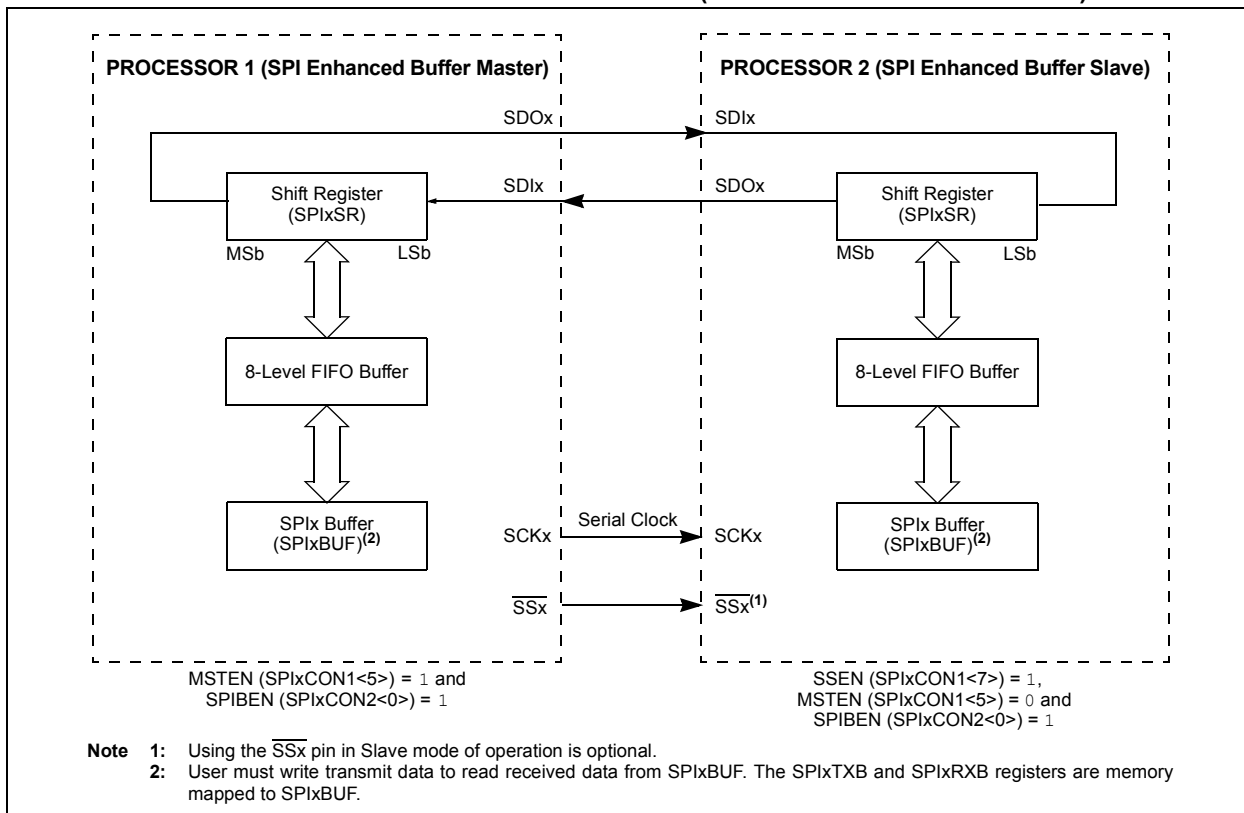 PROCESSOR 1 (SPI Enhanced Buffer Master)
PROCESSOR 2 (SPI Enhanced Buffer Slave)
SDOx
SDIx
SDIx
SDOx
Shift Register
(SPIxSR)
Shift Register
(SPIxSR)
MSb
LSb
MSb
LSb
8-Level FIFO Buffer
8-Level FIFO Buffer
SPIx Buffer
(SPIxBUF)(2)
SPIx Buffer
(SPIxBUF)(2)
SCKx
Serial Clock
SCKx
SSx
SSx(1)
MSTEN (SPIxCON1<5>) = 1 and
SPIBEN (SPIxCON2<0>) = 1
SSEN (SPIxCON1<7>) = 1,
MSTEN (SPIxCON1<5>) = 0 and
SPIBEN (SPIxCON2<0>) = 1
Note 1: Using the SSx pin in Slave mode of operation is optional.
2: User must write transmit data to read received data from SPIxBUF. The SPIxTXB and SPIxRXB registers are memory
mapped to SPIxBUF.